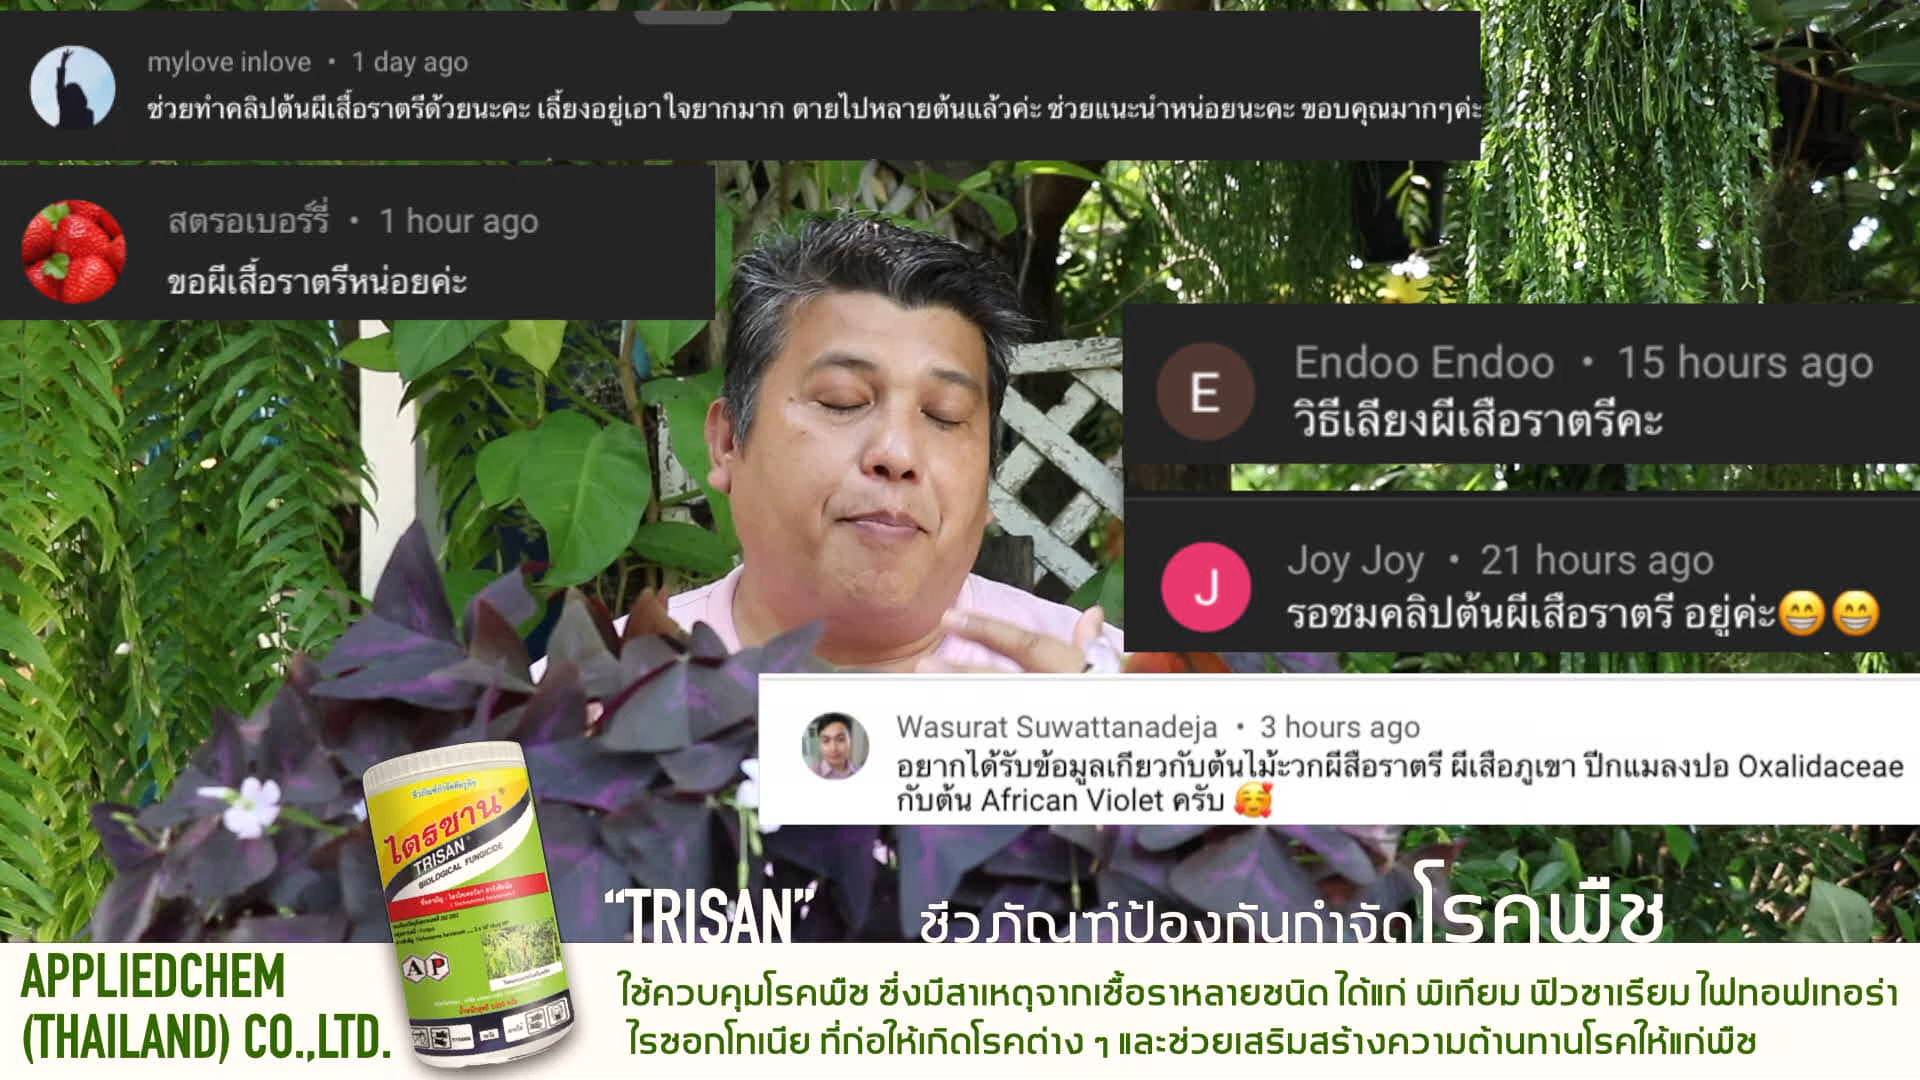 mylove inlove • 1 day ago
ช่วยทำคลิปต้นผีเสื้อราตรีด้วยนะคะ เลี้ยงอยู่เอาใจยากมาก ตายไปหลายต้นแล้วค่ะ ช่วยแนะนำหน่อยนะคะ ขอบคุณมากๆค่ะ
สตรอเบอร์รี่ • 1 hour ago
ขอผีเสื้อราตรีหน่อยค่ะ
E
Endoo Endoo • 15 hours ago
วิธีเลียงผีเสือราตรีคะ
J
Joy Joy • 21 hours ago
รอชมคลิปต้นผีเสือราตรี อยู่ค่ะ😁😁
Wasurat Suwattanadeja • 3 hours ago
อยากได้รับข้อมูลเกียวกับต้นไม้ะวกผีสือราตรี ผีเสือภูเขา ปีกแมลงปอ Oxalidaceae
กับต้น African Violet ครับ 🥰
ไตรซาน
TRISAN
BIOLOGICAL FUNGICIDE
A P
“TRISAN” ชีวภัณฑ์ป้องกันกำจัดโรคพืช
APPLIEDCHEM
(THAILAND) CO.,LTD.
ใช้ควบคุมโรคพืช ซึ่งมีสาเหตุจากเชื้อราหลายชนิด ได้แก่ พิเทียม ฟิวซาเรียม ไฟทอฟเทอร่า
ไรซอกโทเนีย ที่ก่อให้เกิดโรคต่าง ๆ และช่วยเสริมสร้างความต้านทานโรคให้แก่พืช